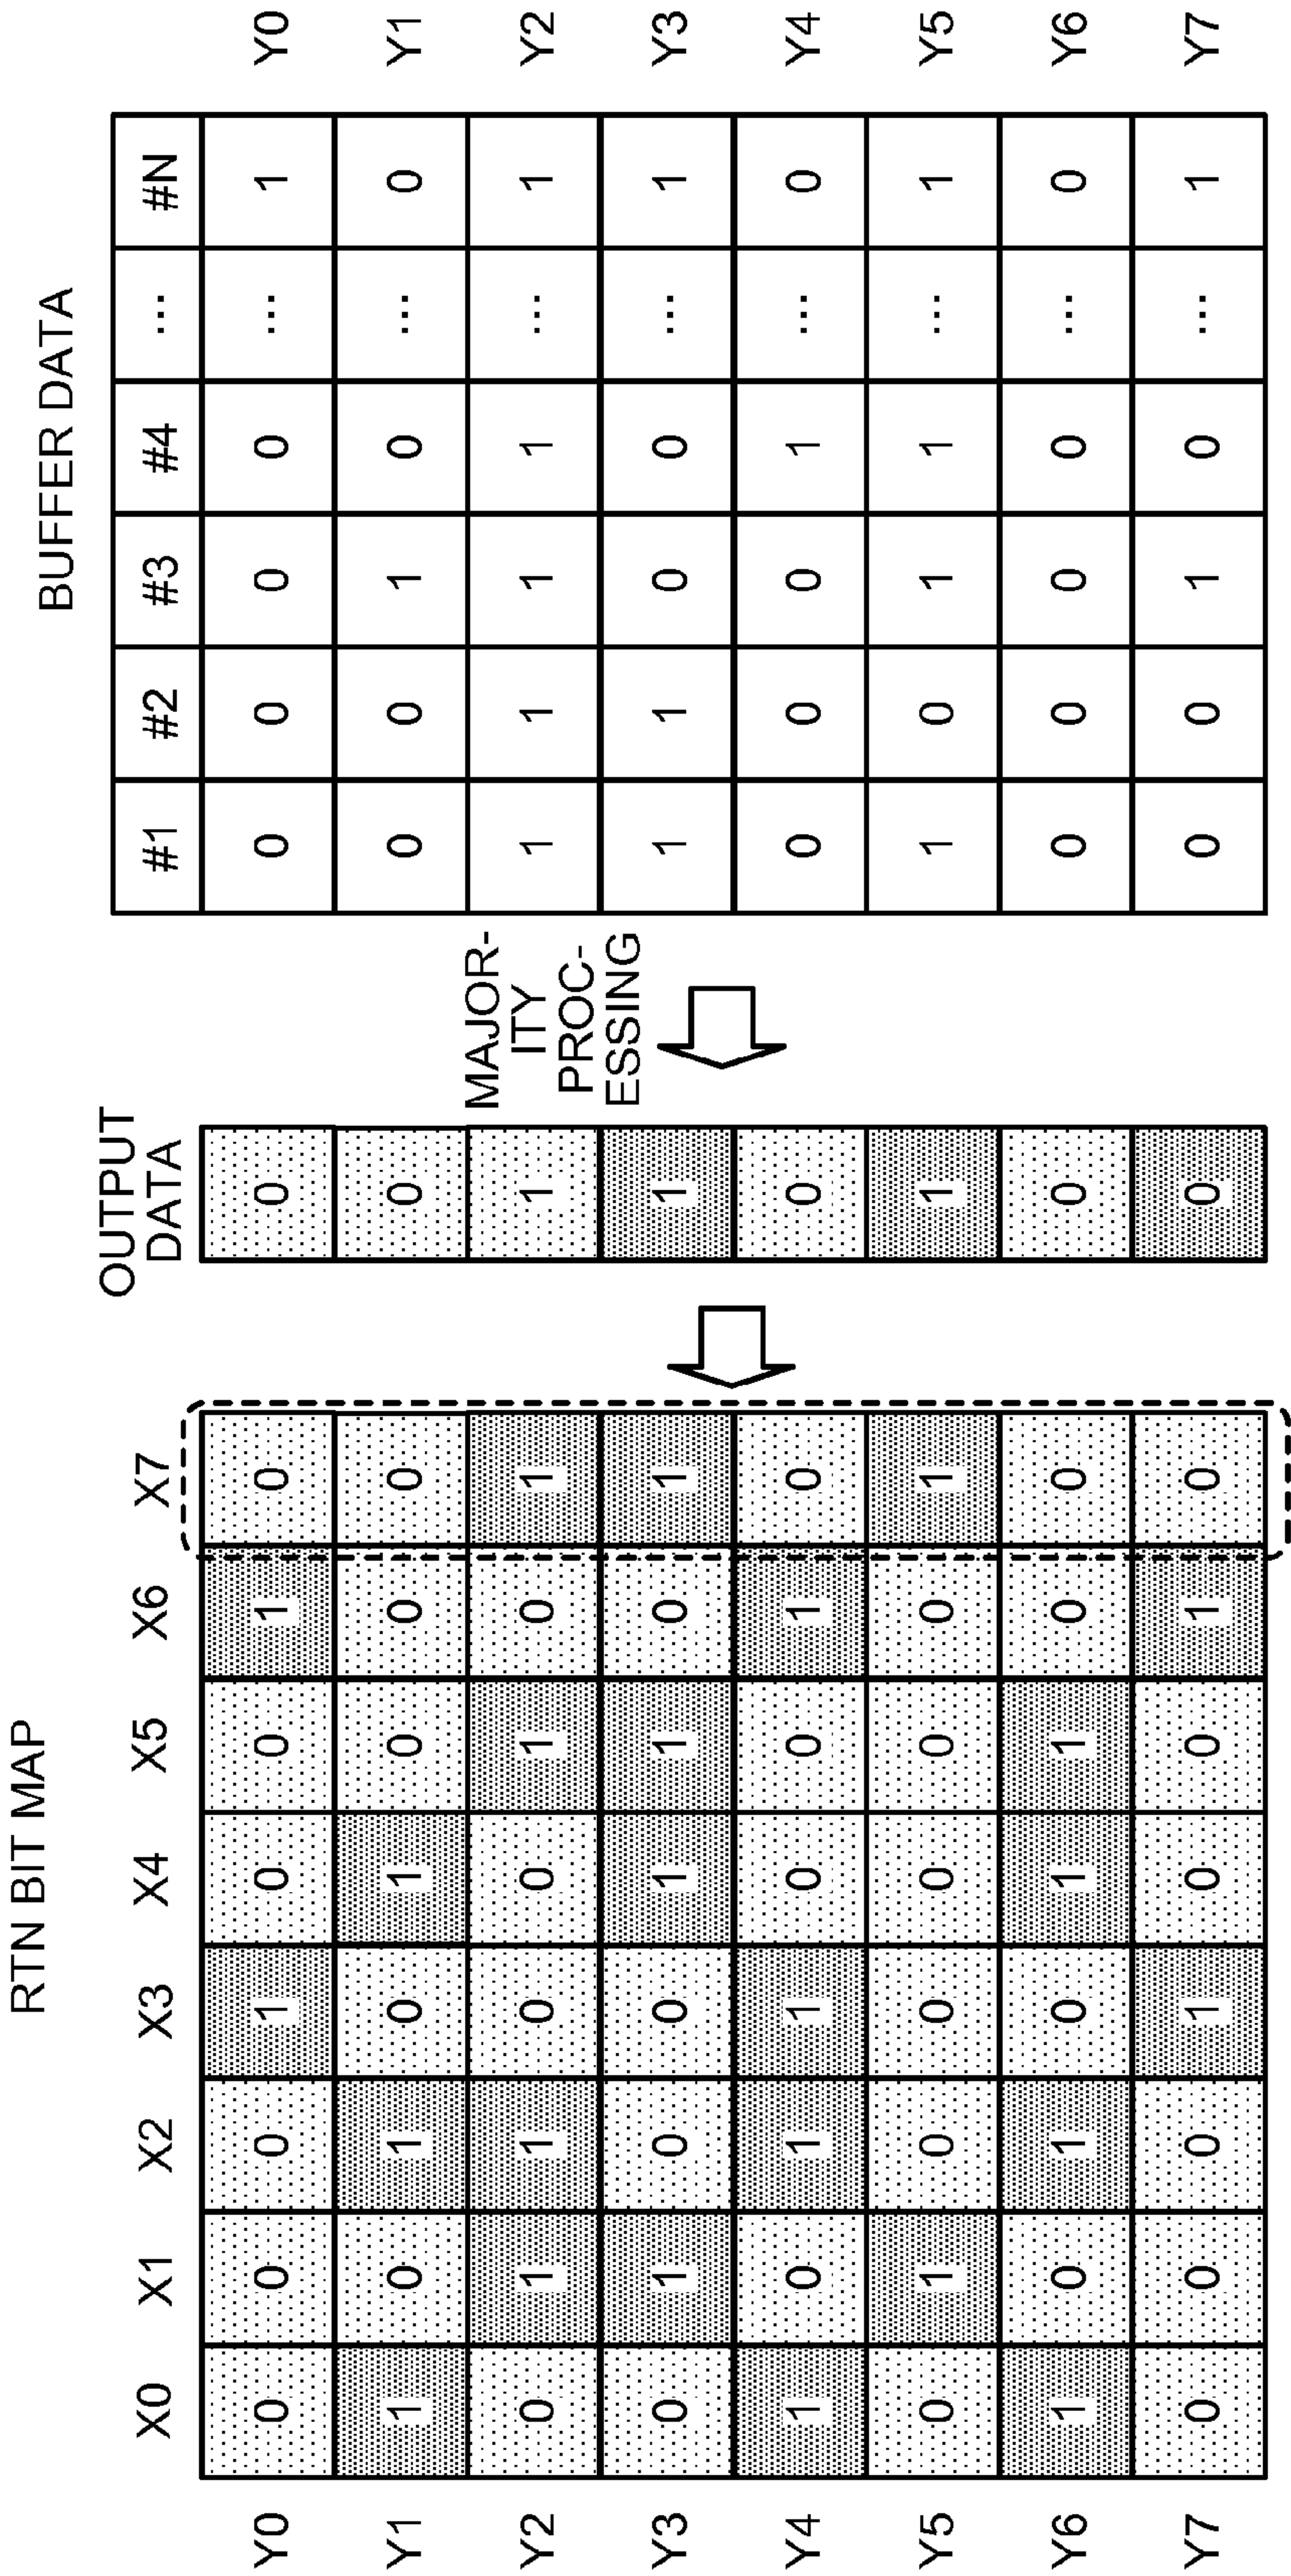 RTN BIT MAP
X0 X1 X2 X3 X4 X5 X6 X7
Y0 0 0 0 1 0 0 1 0
Y1 1 0 1 0 1 0 0 0
Y2 0 1 1 0 0 1 0 1
Y3 0 1 0 0 1 1 0 1
Y4 1 0 1 1 0 0 1 0
Y5 0 1 0 0 0 0 0 1
Y6 1 0 1 0 1 1 0 0
Y7 0 0 0 1 0 0 1 0
OUTPUT
DATA
0
0
1
1
0
1
0
0
MAJOR-
ITY
PROC-
ESSING
BUFFER DATA
#1 #2 #3 #4 ... #N
0 0 0 0 ... 1 Y0
0 0 1 0 ... 0 Y1
1 1 1 1 ... 1 Y2
1 1 0 0 ... 1 Y3
0 0 0 1 ... 0 Y4
1 0 1 1 ... 1 Y5
0 0 0 0 ... 0 Y6
0 0 1 0 ... 1 Y7